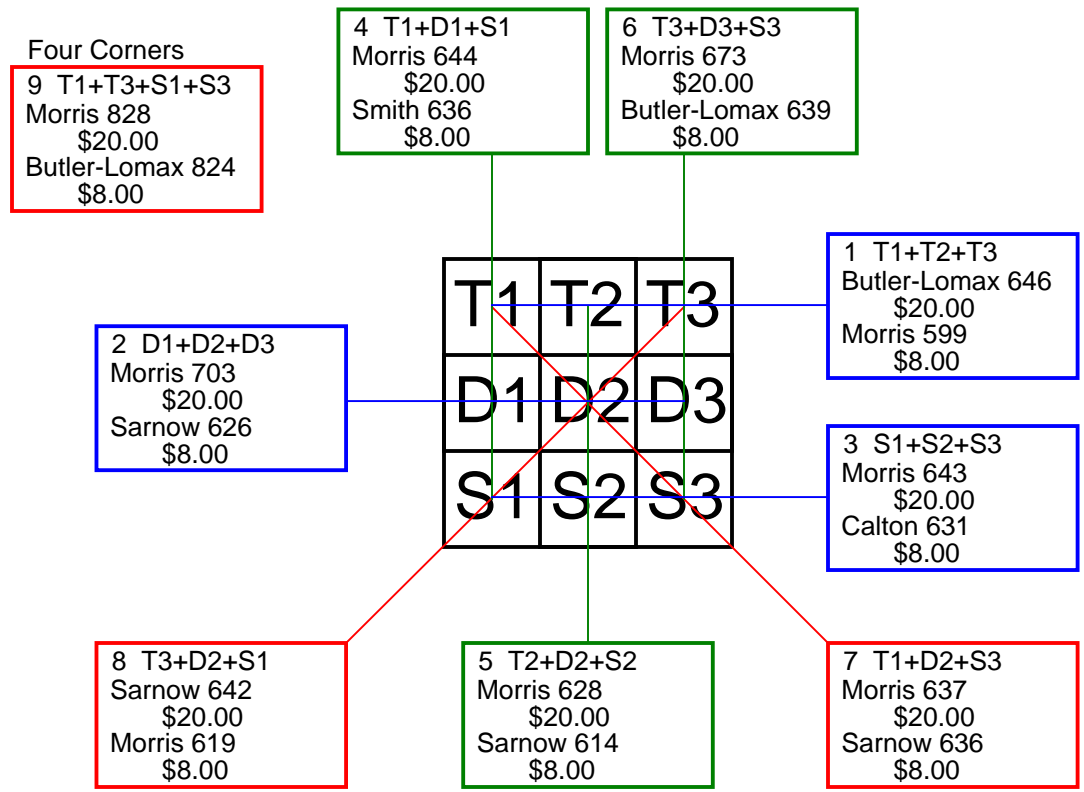 Four Corners
9 T1+T3+S1+S3
Morris 828
$20.00
Butler-Lomax 824
$8.00
4 T1+D1+S1
Morris 644
$20.00
Smith 636
$8.00
6 T3+D3+S3
Morris 673
$20.00
Butler-Lomax 639
$8.00
1 T1+T2+T3
Butler-Lomax 646
$20.00
Morris 599
$8.00
2 D1+D2+D3
Morris 703
$20.00
Sarnow 626
$8.00
T1 T2 T3
D1 D2 D3
S1 S2 S3
3 S1+S2+S3
Morris 643
$20.00
Calton 631
$8.00
8 T3+D2+S1
Sarnow 642
$20.00
Morris 619
$8.00
5 T2+D2+S2
Morris 628
$20.00
Sarnow 614
$8.00
7 T1+D2+S3
Morris 637
$20.00
Sarnow 636
$8.00